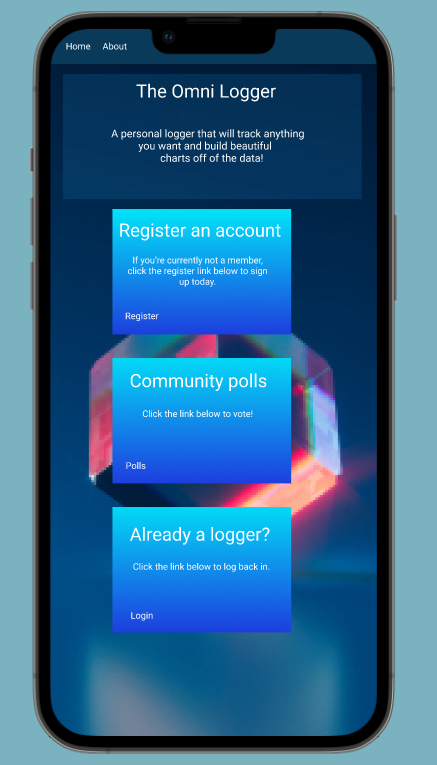 Home About
The Omni Logger
A personal logger that will track anything
you want and build beautiful
charts off of the data!
Register an account
If you're currently not a member,
click the register link below to sign
up today.
Register
Community polls
Click the link below to vote!
Polls
Already a logger?
Click the link below to log back in.
Login